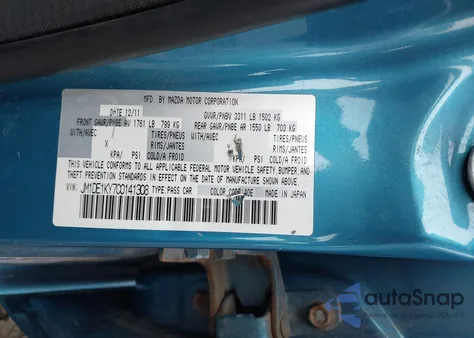 MFD. BY MAZDA MOTOR CORPORATION
DATE 12/11 GVWR/PNBV 3311 LB 1502 KG
FRONT GAWR/PNBE AV 1761 LB 799 KG REAR GAWR/PNBE AR 1550 LB 703 KG
WITH/AVEC / TIRES/PNEUS WITH/AVEC TIRES/PNEUS
X RIMS/JANTES RIMS/JANTES
KPA/ PSI COLD/A FROID PSI COLD/A FROID
THIS VEHICLE CONFORMS TO ALL APPLICABLE FEDERAL MOTOR VEHICLE SAFETY, BUMPER, AND
THEFT PREVENTION STANDARDS IN EFFECT ON THE DATE OF MANUFACTURE SHOWN ABOVE.
MADE IN JAPAN
VIN: JM1DE1KY7C0141308 TYPE:PASS CAR COLOR CODE:
autoSnap